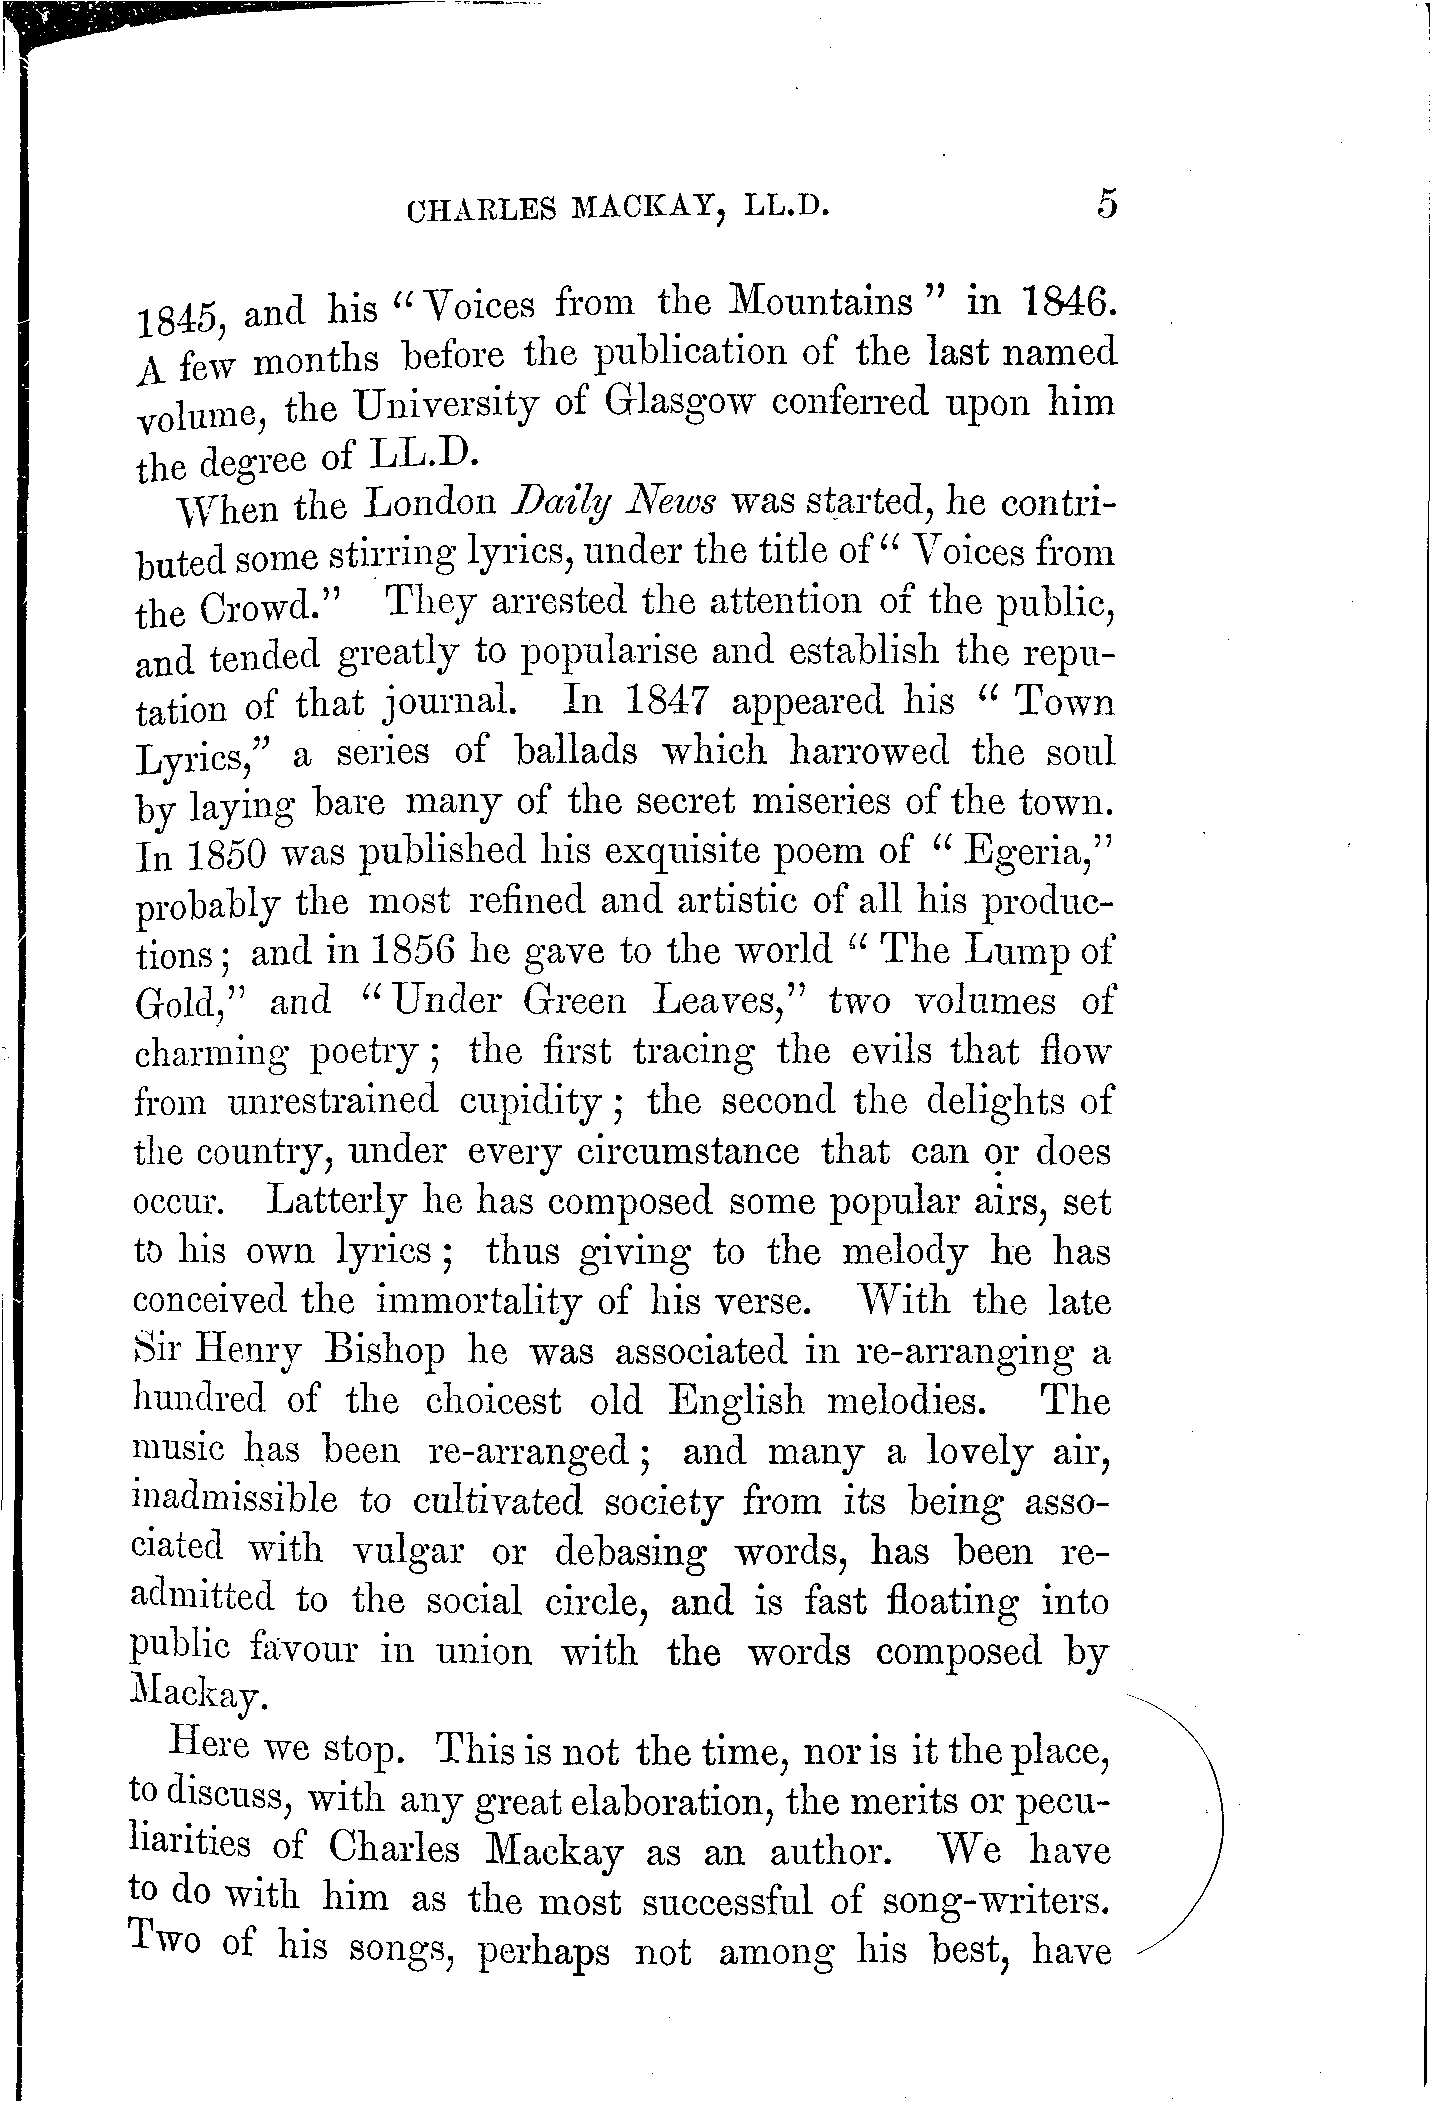 CHARLES MACKAY, LL.D. 5
1845, and his "Voices from the Mountains" in 1846.
A few months before the publication of the last named
volume, the University of Glasgow conferred upon him
the degree of LL.D.
When the London Daily News was started, he contri-
buted some stirring lyrics, under the title of "Voices from
the Crowd." They arrested the attention of the public,
and tended greatly to popularise and establish the repu-
tation of that journal. In 1847 appeared his "Town
Lyrics," a series of ballads which harrowed the soul
by laying bare many of the secret miseries of the town.
In 1850 was published his exquisite poem of "Egeria,"
probably the most refined and artistic of all his produc-
tions; and in 1856 he gave to the world "The Lump of
Gold," and "Under Green Leaves," two volumes of
charming poetry; the first tracing the evils that flow
from unrestrained cupidity; the second the delights of
the country, under every circumstance that can or does
occur. Latterly he has composed some popular airs, set
to his own lyrics; thus giving to the melody he has
conceived the immortality of his verse. With the late
Sir Henry Bishop he was associated in re-arranging a
hundred of the choicest old English melodies. The
music has been re-arranged; and many a lovely air,
inadmissible to cultivated society from its being asso-
ciated with vulgar or debasing words, has been re-
admitted to the social circle, and is fast floating into
public favour in union with the words composed by
Mackay.
Here we stop. This is not the time, nor is it the place,
to discuss, with any great elaboration, the merits or pecu-
liarities of Charles Mackay as an author. We have
to do with him as the most successful of song-writers.
Two of his songs, perhaps not among his best, have